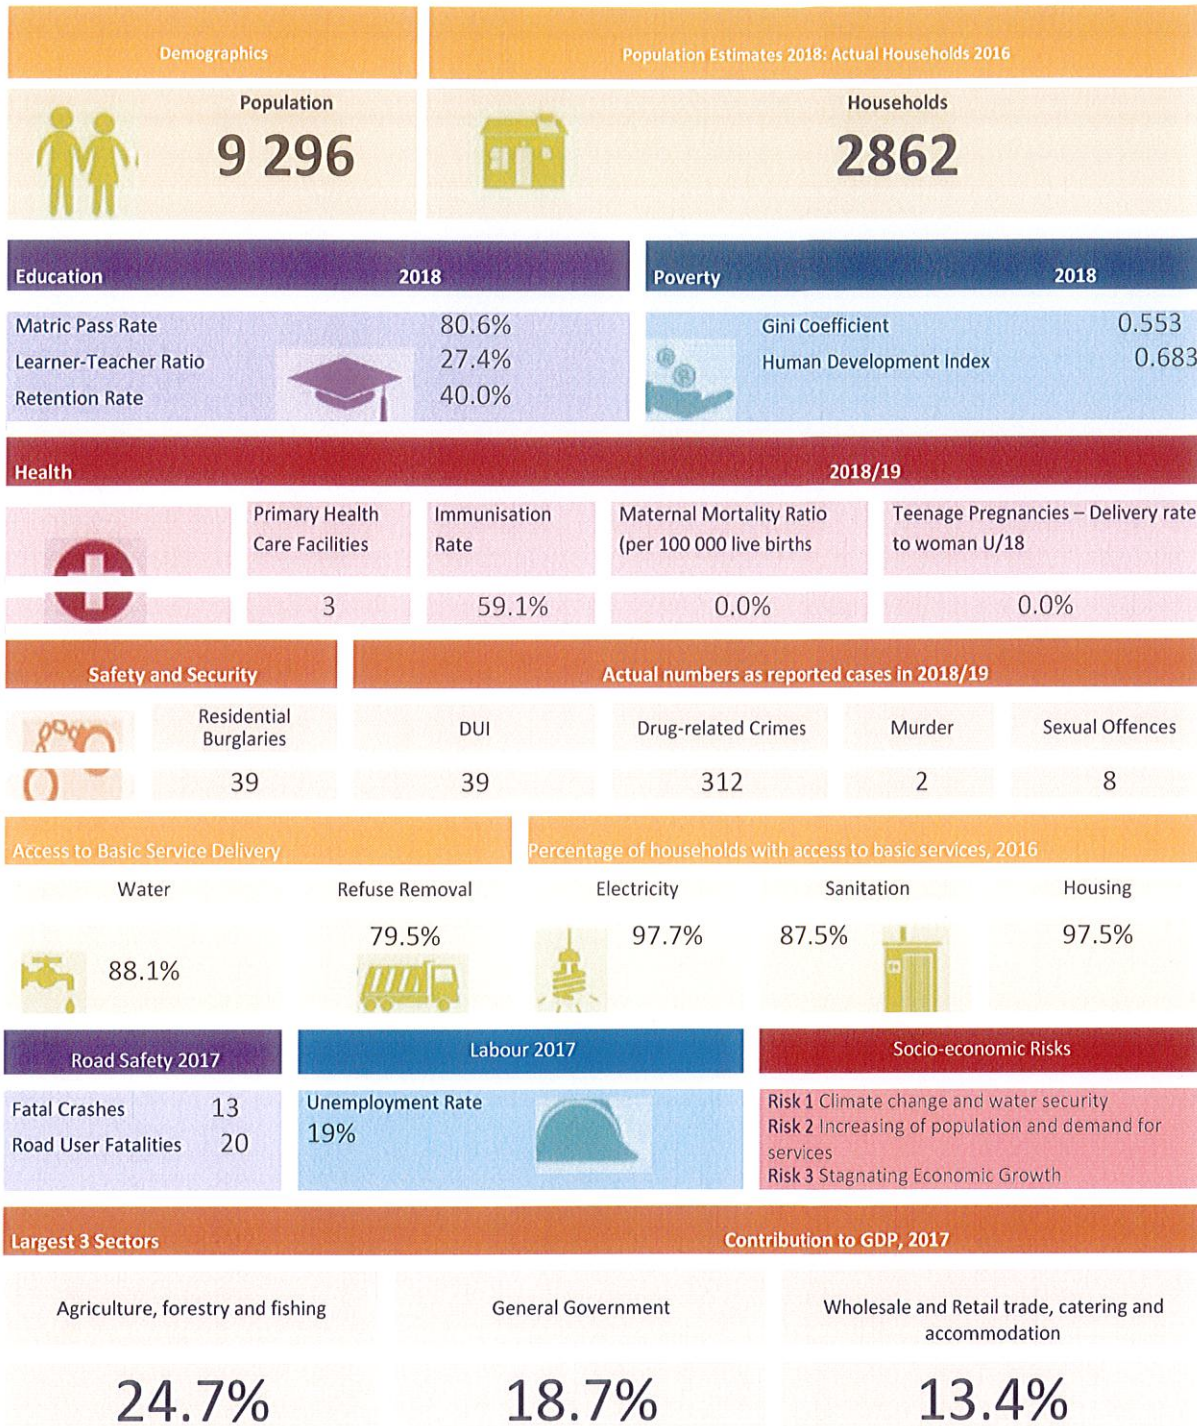 Demographics
Population Estimates 2018: Actual Households 2016
Population
9 296
Households
2862
Education 2018
Matric Pass Rate 80.6%
Learner-Teacher Ratio 27.4%
Retention Rate 40.0%
Poverty 2018
Gini Coefficient 0.553
Human Development Index 0.683
Health 2018/19
Primary Health
Care Facilities
Immunisation
Rate
Maternal Mortality Ratio
(per 100 000 live births
Teenage Pregnancies – Delivery rate
to woman U/18
3 59.1% 0.0% 0.0%
Safety and Security
Actual numbers as reported cases in 2018/19
Residential
Burglaries
DUI
Drug-related Crimes
Murder
Sexual Offences
39 39 312 2 8
Access to Basic Service Delivery
Percentage of households with access to basic services, 2016
Water Refuse Removal Electricity Sanitation Housing
88.1% 79.5% 97.7% 87.5% 97.5%
Road Safety 2017
Fatal Crashes 13
Road User Fatalities 20
Labour 2017
Unemployment Rate
19%
Socio-economic Risks
Risk 1 Climate change and water security
Risk 2 Increasing of population and demand for
services
Risk 3 Stagnating Economic Growth
Largest 3 Sectors
Contribution to GDP, 2017
Agriculture, forestry and fishing
General Government
Wholesale and Retail trade, catering and
accommodation
24.7% 18.7% 13.4%